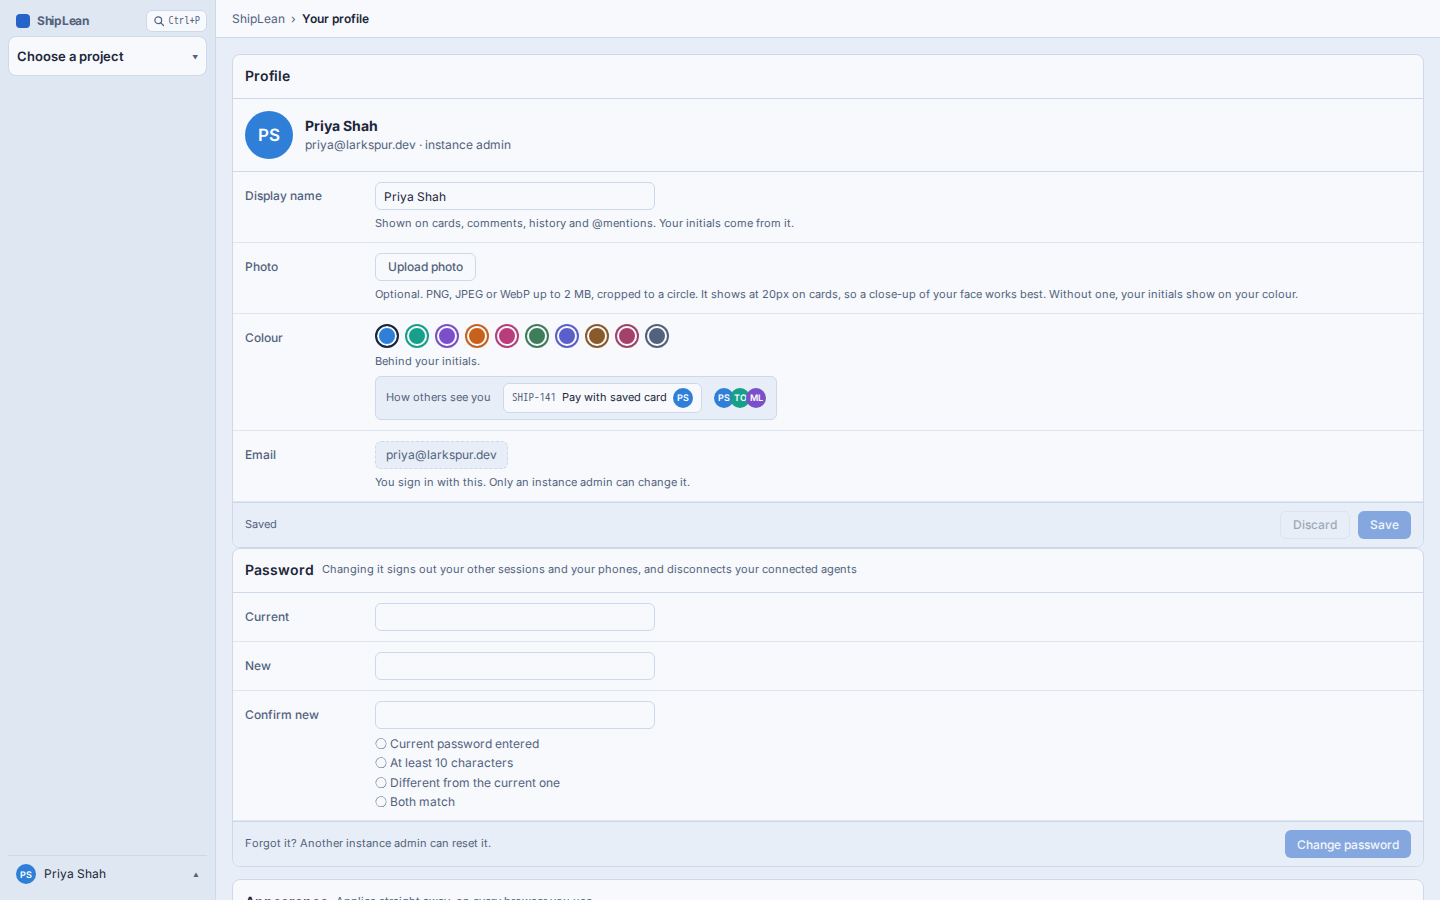 ShipLean
Ctrl+P
Choose a project
ShipLean › Your profile
Profile
PS
Priya Shah
priya@larkspur.dev · instance admin
Display name
Priya Shah
Shown on cards, comments, history and @mentions. Your initials come from it.
Photo
Upload photo
Optional. PNG, JPEG or WebP up to 2 MB, cropped to a circle. It shows at 20px on cards, so a close-up of your face works best. Without one, your initials show on your colour.
Colour
Behind your initials.
How others see you
SHIP-141 Pay with saved card PS
PS TO ML
Email
priya@larkspur.dev
You sign in with this. Only an instance admin can change it.
Saved
Discard
Save
Password Changing it signs out your other sessions and your phones, and disconnects your connected agents
Current
New
Confirm new
Current password entered
At least 10 characters
Different from the current one
Both match
Forgot it? Another instance admin can reset it.
Change password
PS Priya Shah